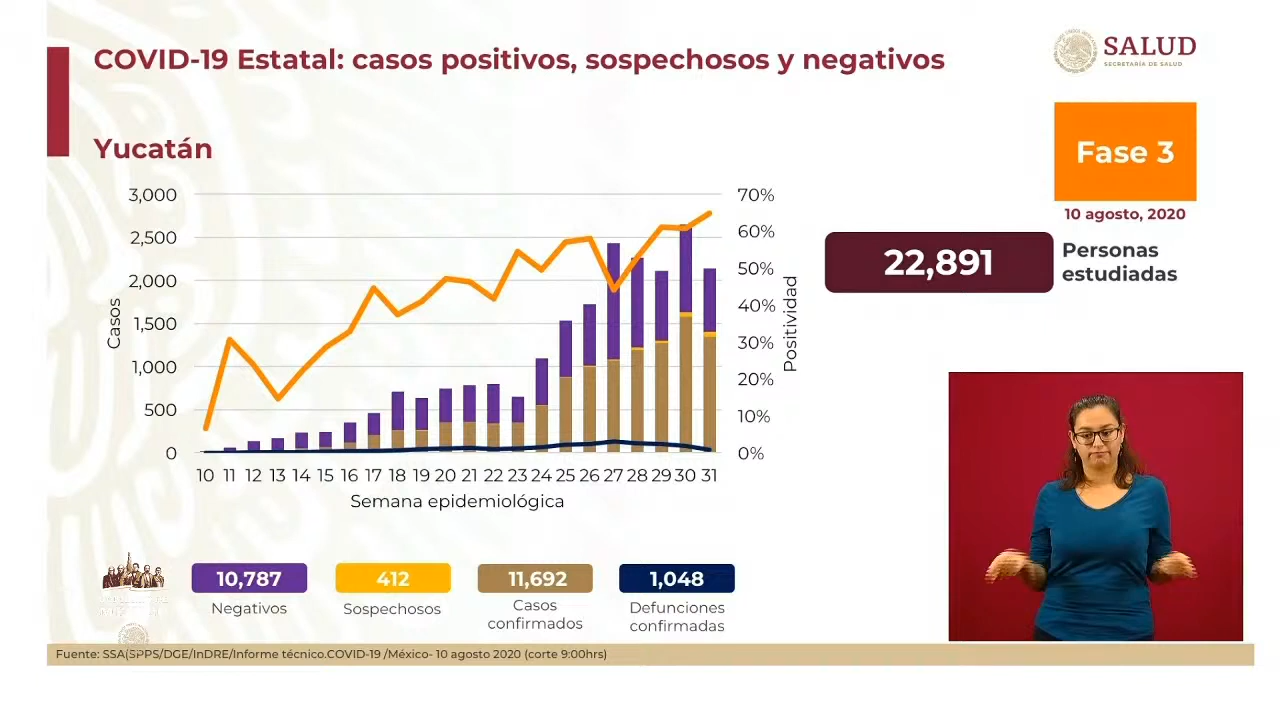 COVID-19 Estatal: casos positivos, sospechosos y negativos
SALUD
SECRETARÍA DE SALUD
Yucatán
Fase 3
10 agosto, 2020
22,891
Personas
estudiadas
3,000
2,500
2,000
1,500
1,000
500
0
Casos
70%
60%
50%
40%
30%
20%
10%
0%
Positividad
10 11 12 13 14 15 16 17 18 19 20 21 22 23 24 25 26 27 28 29 30 31
Semana epidemiológica
10,787
Negativos
412
Sospechosos
11,692
Casos
confirmados
1,048
Defunciones
confirmadas
Fuente: SSA(SPPS/DGE/InDRE/Informe técnico.COVID-19 /México- 10 agosto 2020 (corte 9:00hrs)